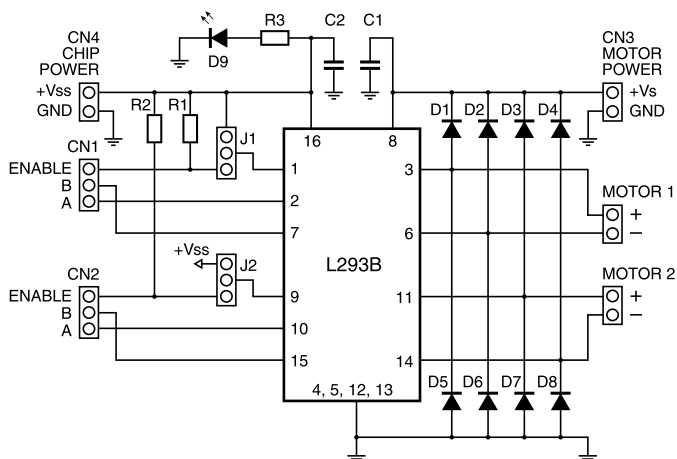 R3
C2
C1
D9
CN4
CHIP
POWER
CN3
MOTOR
POWER
+Vss
GND
R2
R1
J1
D1
D2
D3
D4
+Vs
GND
CN1
16
8
ENABLE
B
A
1
2
7
3
6
MOTOR 1
+
−
L293B
+Vss
J2
CN2
ENABLE
B
A
9
10
15
11
14
MOTOR 2
+
−
4, 5, 12, 13
D5
D6
D7
D8